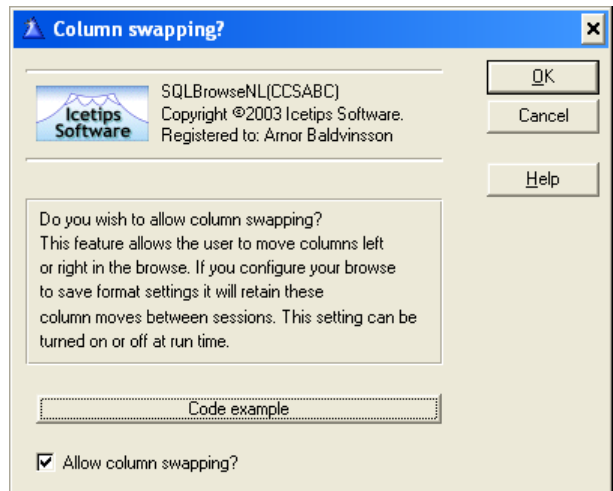 Column swapping?
Icetips
Software
SQLBrowseNL(CCSABC)
Copyright ©2003 Icetips Software.
Registered to: Arnor Baldvinsson
OK
Cancel
Help
Do you wish to allow column swapping?
This feature allows the user to move columns left
or right in the browse. If you configure your browse
to save format settings it will retain these
column moves between sessions. This setting can be
turned on or off at run time.
Code example
Allow column swapping?